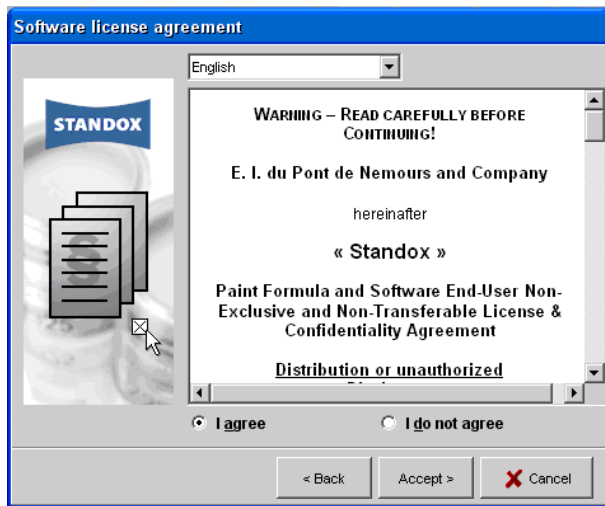 Software license agreement
English
STANDOX
WARNING – READ CAREFULLY BEFORE
CONTINUING!
E. I. du Pont de Nemours and Company
hereinafter
« Standox »
Paint Formula and Software End-User Non-
Exclusive and Non-Transferable License &
Confidentiality Agreement
Distribution or unauthorized
I agree
I do not agree
< Back
Accept >
Cancel